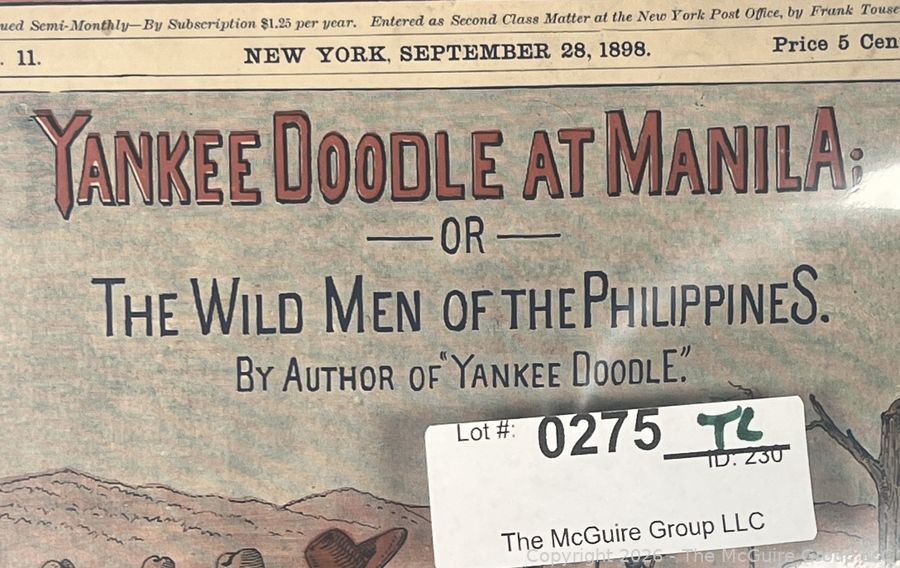 ued Semi-Monthly—By Subscription $1.25 per year. Entered as Second Class Matter at the New York Post Office, by Frank Touse
. 11. NEW YORK, SEPTEMBER 28, 1898. Price 5 Cen
YANKEE DOODLE AT MANILA;
— OR —
THE WILD MEN OF THE PHILIPPINES.
BY AUTHOR OF "YANKEE DOODLE."
Lot #: 0275 TL
ID: 230
The McGuire Group LLC
Copyright 2026 - The McGuire Group